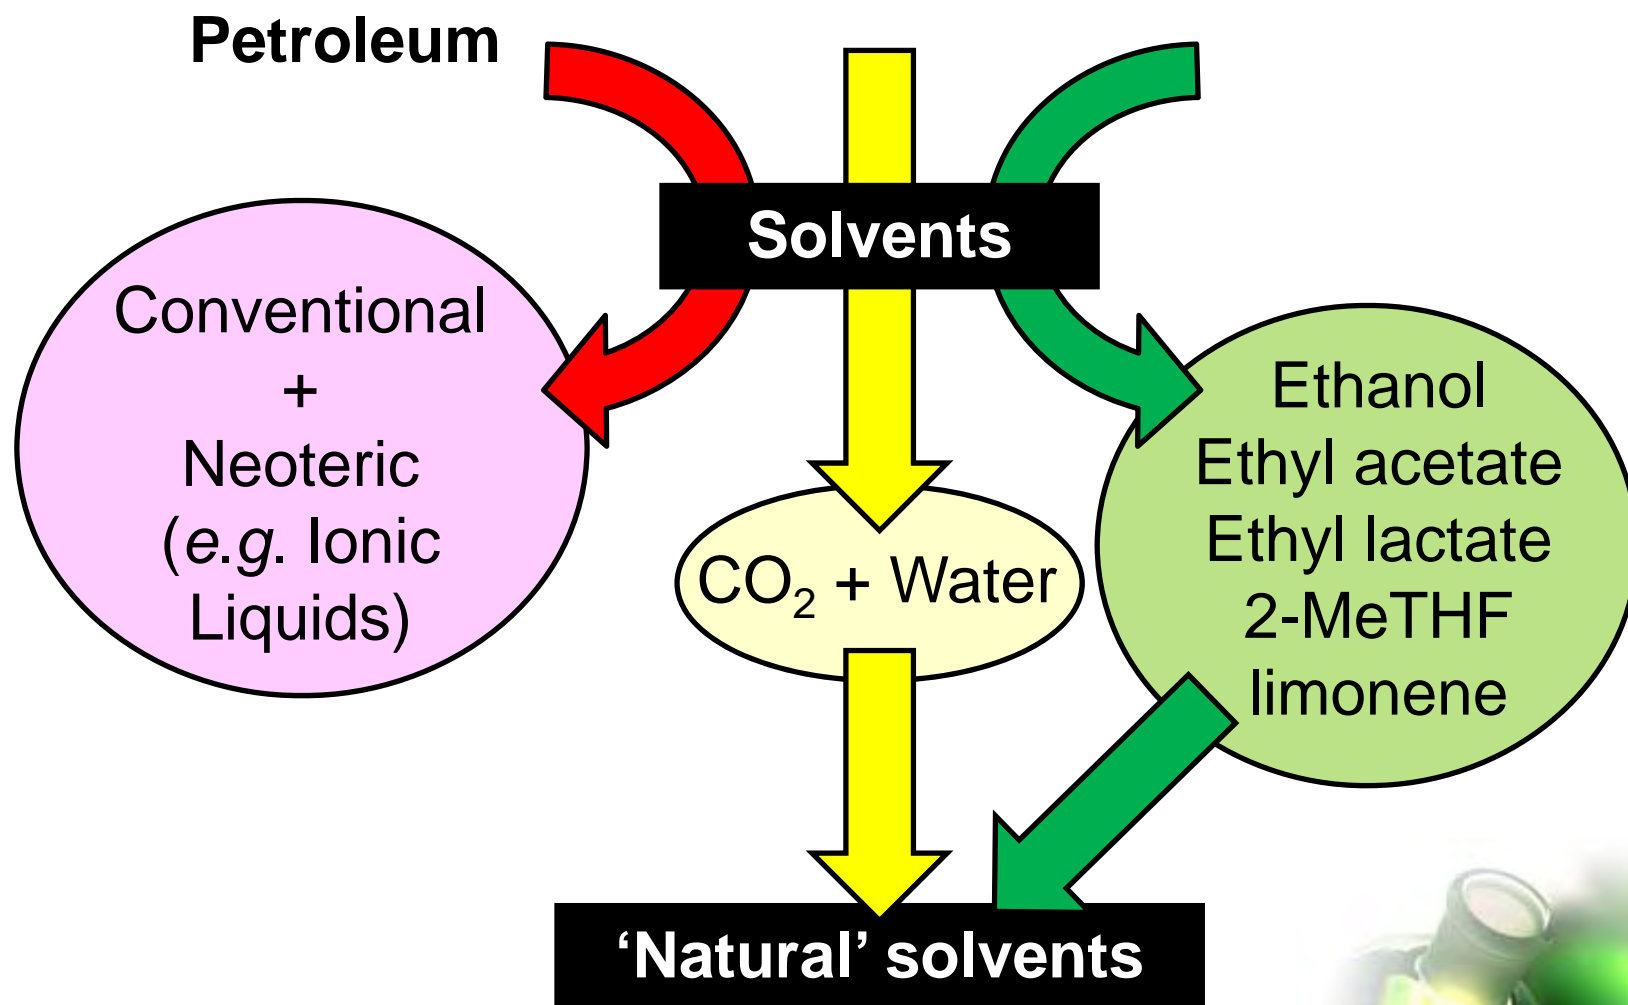 Petroleum
Solvents
Conventional
+
Neoteric
(e.g. Ionic
Liquids)
CO₂ + Water
Ethanol
Ethyl acetate
Ethyl lactate
2-MeTHF
limonene
‘Natural’ solvents